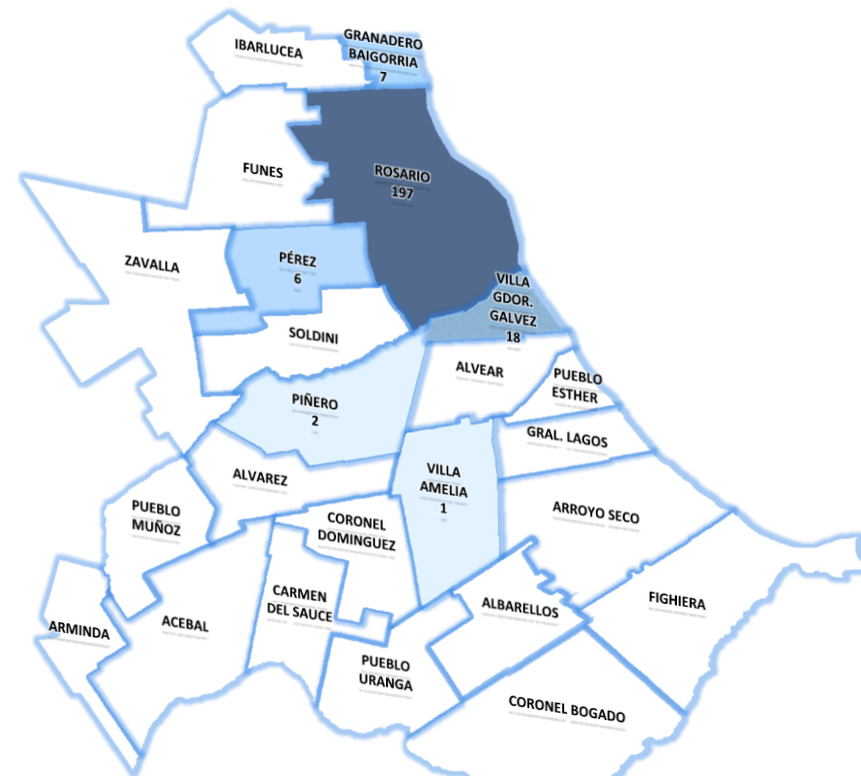 IBARLUCEA
GRANADERO
BAIGORRIA
7
FUNES
ROSARIO
197
ZAVALLA
PÉREZ
6
VILLA
GDOR.
GALVEZ
18
SOLDINI
ALVEAR
PUEBLO
ESTHER
PIÑERO
2
GRAL. LAGOS
ALVAREZ
VILLA
AMELIA
1
PUEBLO
MUÑOZ
CORONEL
DOMINGUEZ
ARROYO SECO
CARMEN
DEL SAUCE
ALBARELLOS
FIGHIERA
ARMINDA
ACEBAL
PUEBLO
URANGA
CORONEL BOGADO